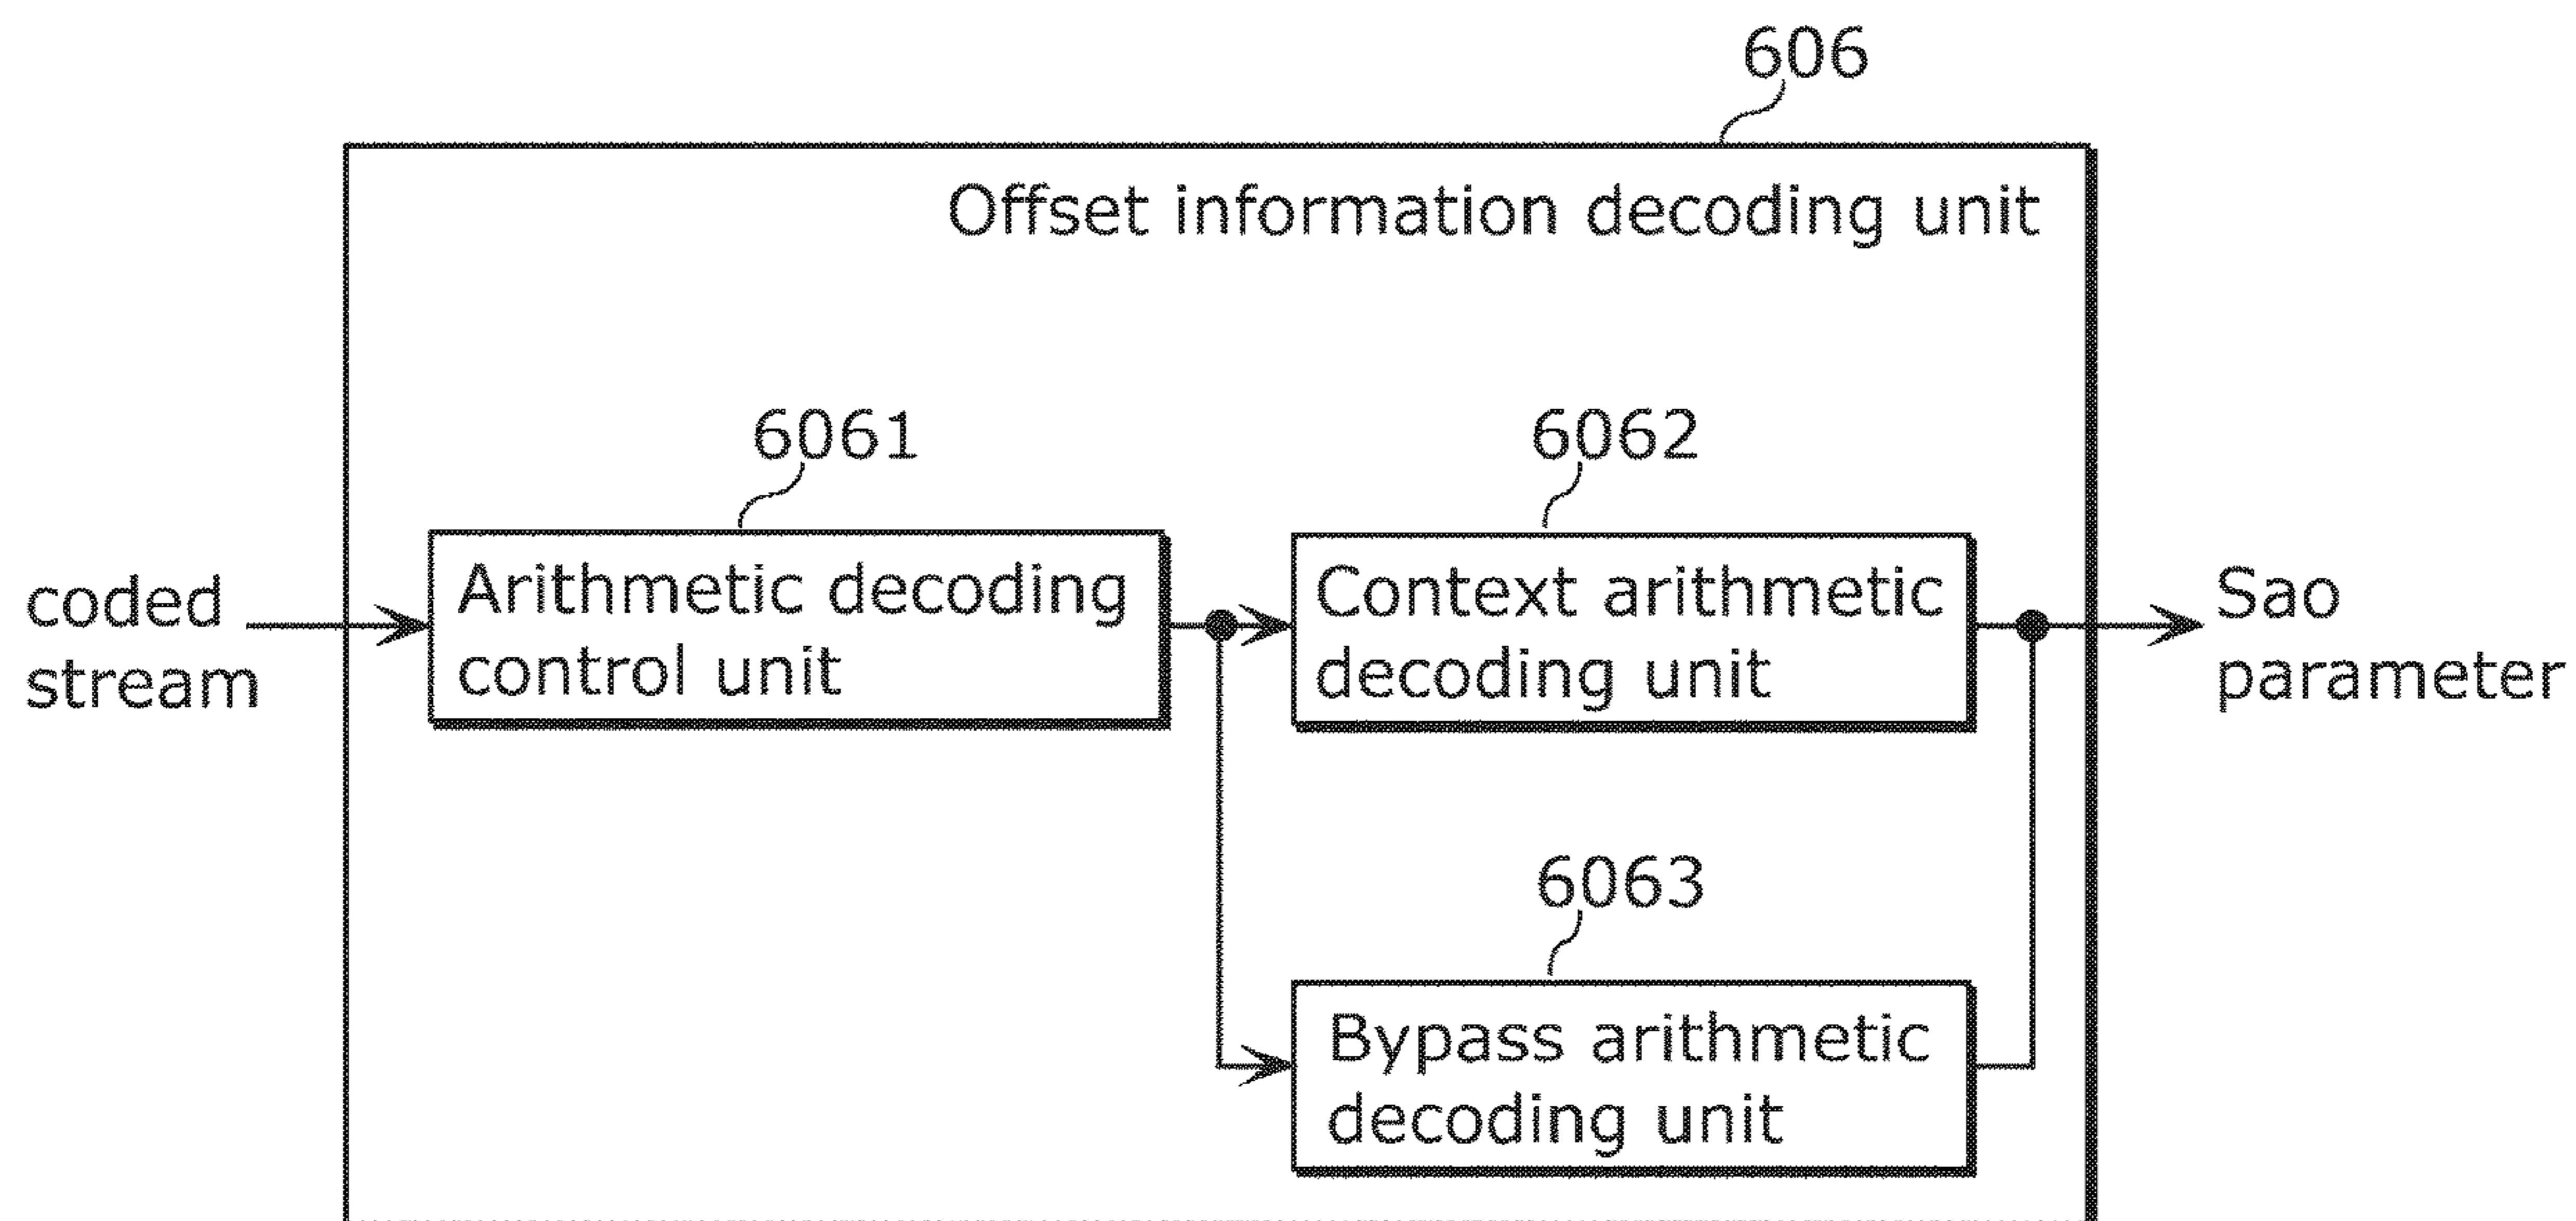 606
Offset information decoding unit
6061
6062
coded
stream
Arithmetic decoding
control unit
Context arithmetic
decoding unit
Sao
parameter
6063
Bypass arithmetic
decoding unit